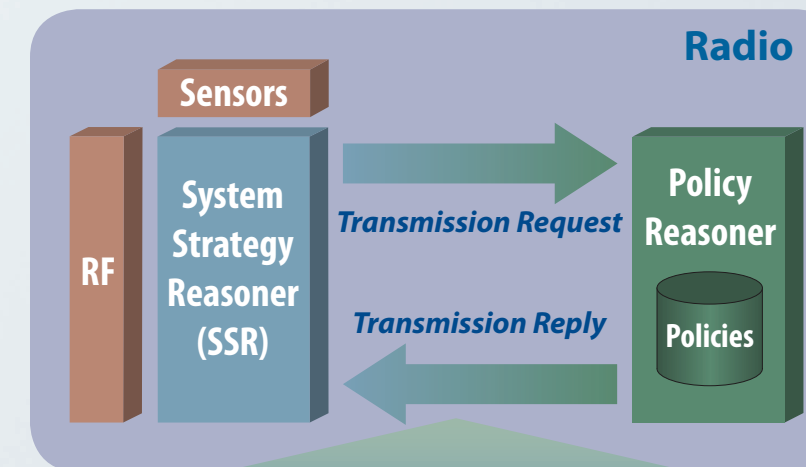 Radio
Sensors
RF
System
Strategy
Reasoner
(SSR)
Transmission Request
Transmission Reply
Policy
Reasoner
Policies